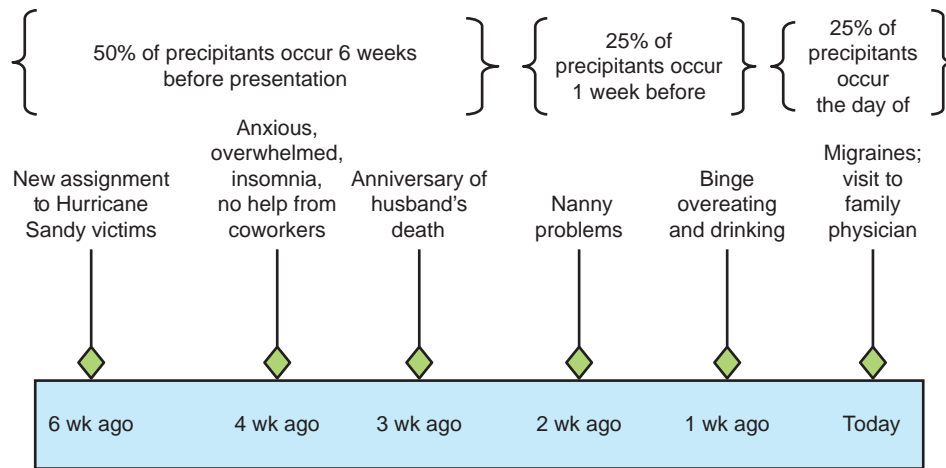 50% of precipitants occur 6 weeks
before presentation
25% of
precipitants occur
1 week before
25% of
precipitants
occur
the day of
New assignment
to Hurricane
Sandy victims
Anxious,
overwhelmed,
insomnia,
no help from
coworkers
Anniversary of
husband's
death
Nanny
problems
Binge
overeating
and drinking
Migraines;
visit to
family
physician
6 wk ago
4 wk ago
3 wk ago
2 wk ago
1 wk ago
Today